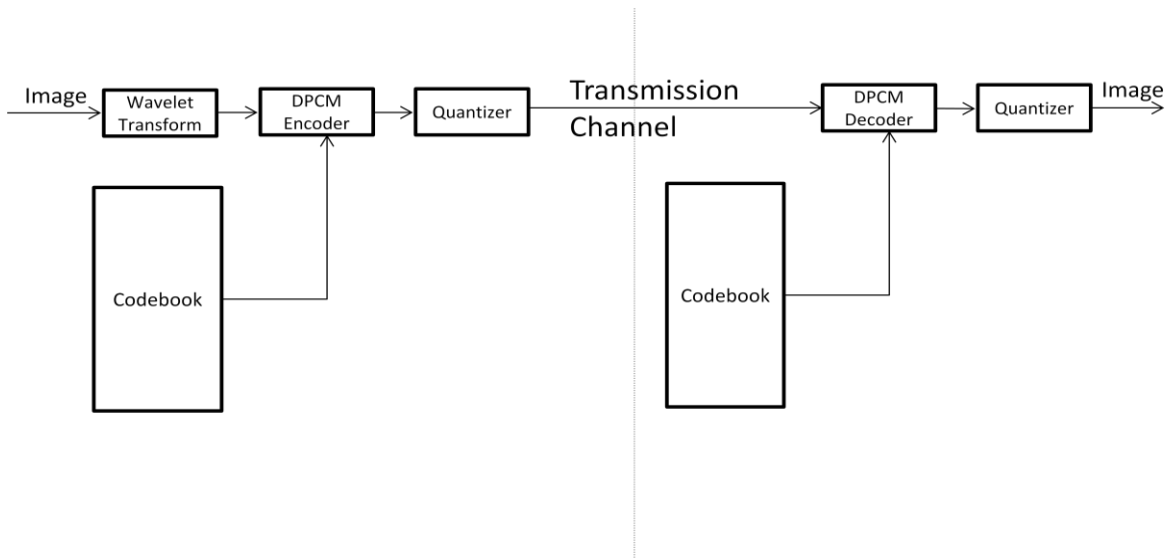 Image
Wavelet
Transform
DPCM
Encoder
Quantizer
Transmission
Channel
DPCM
Decoder
Quantizer
Image
Codebook
Codebook